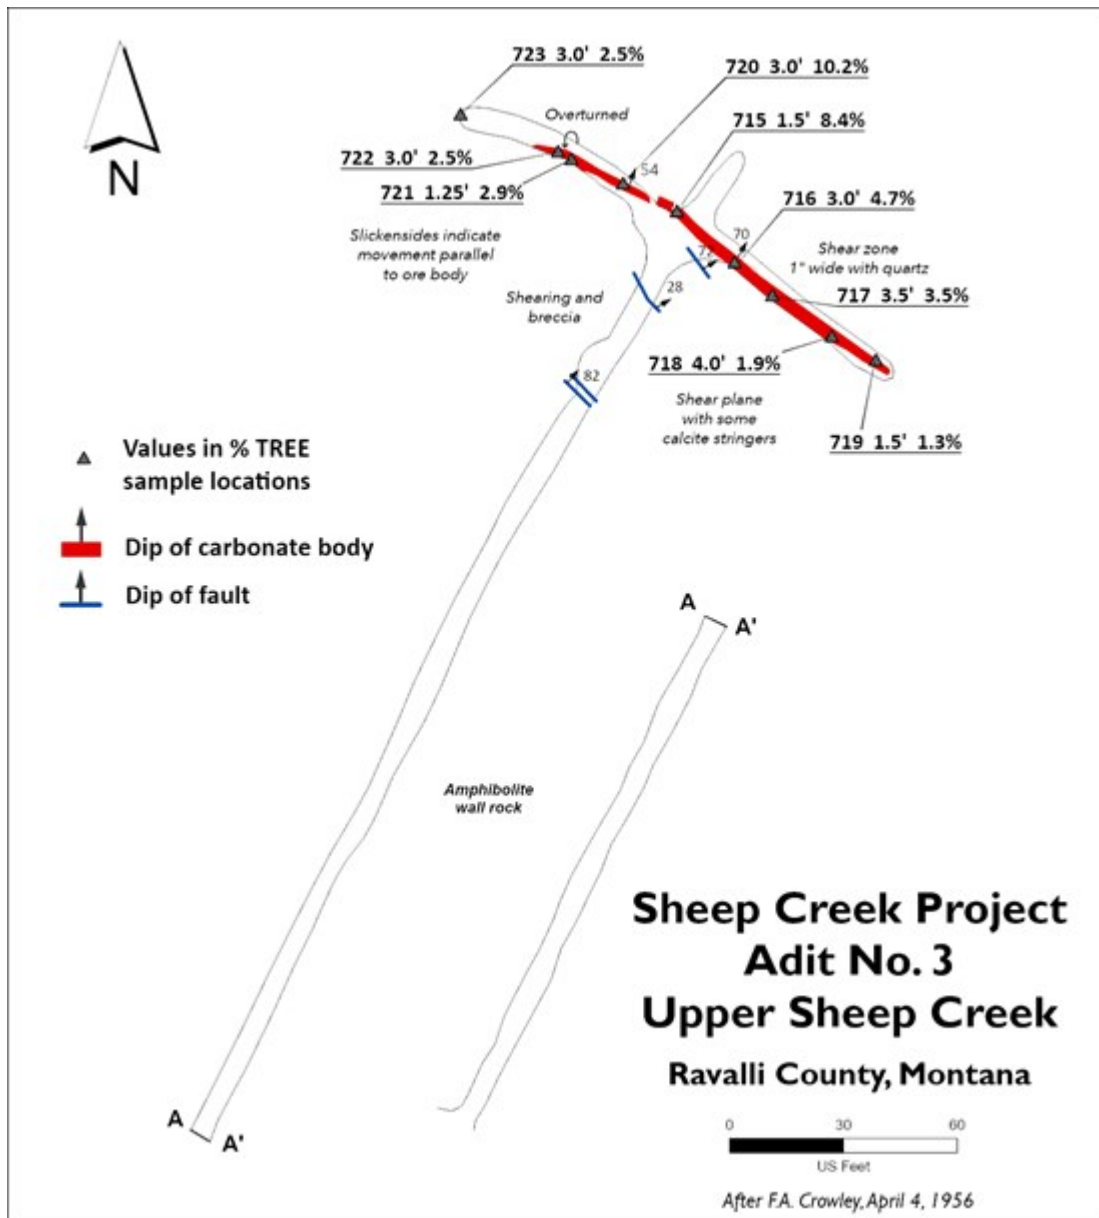 723 3.0' 2.5%
720 3.0' 10.2%
Overturned
715 1.5' 8.4%
722 3.0' 2.5%
54
721 1.25' 2.9%
716 3.0' 4.7%
Slickensides indicate
movement parallel
to ore body
70
Shear zone
1" wide with quartz
77
28
717 3.5' 3.5%
Shearing and
breccia
718 4.0' 1.9%
82
Shear plane
with some
calcite stringers
719 1.5' 1.3%
N
Values in % TREE
sample locations
Dip of carbonate body
Dip of fault
A
A'
Amphibolite
wall rock
A
A'
Sheep Creek Project
Adit No. 3
Upper Sheep Creek
Ravalli County, Montana
0 30 60
US Feet
After F.A. Crowley, April 4, 1956